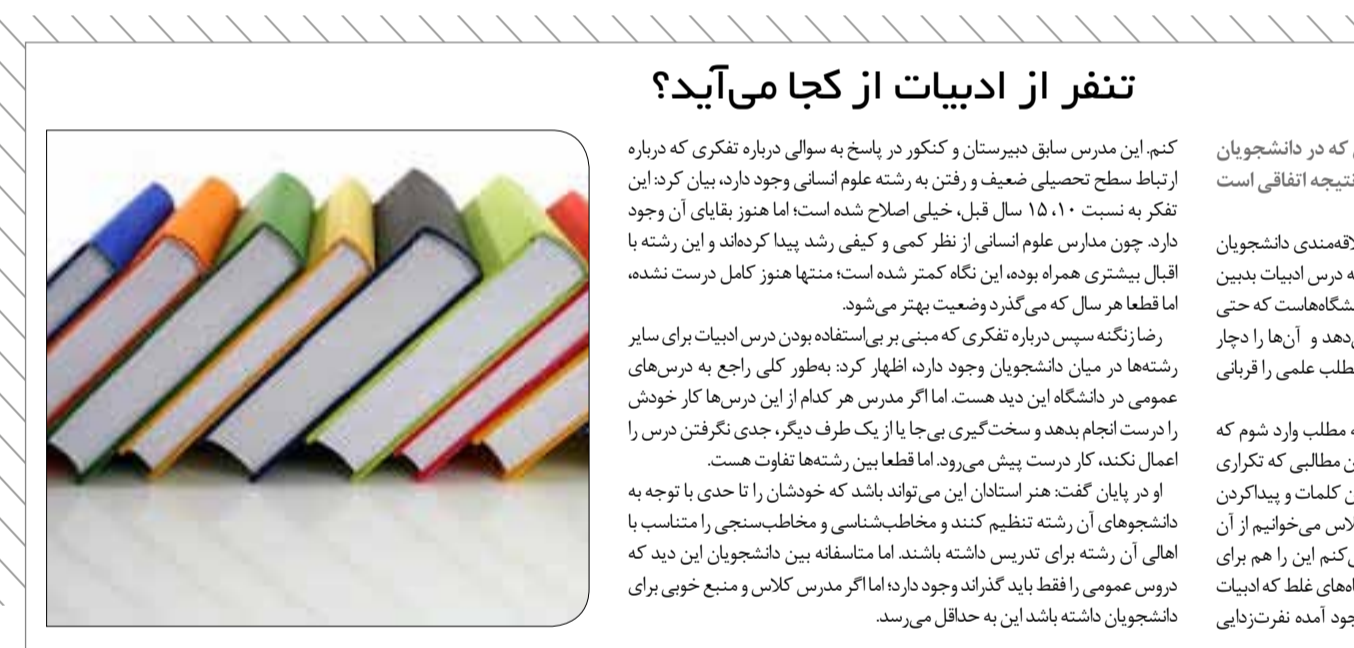 تنفر از ادبیات از کجا می‌آید؟
که در دانشجویان
نتیجه اتفاقی است
دانشجویان
درس ادبیات بدبین
که حتی
و آن‌ها را دچار
علمی را قربانی
مطلب وارد شوم که
مطالبی که تکراری
کلمات و پیداکردن
می‌خوانیم از آن
این را هم برای
غلط که ادبیات
آمده نفرت‌زدایی
کنم. این مدرس سابق دبیرستان و کنکور در پاسخ به سوالی درباره تفکری که درباره
ارتباط سطح تحصیلی ضعیف و رفتن به رشته علوم انسانی وجود دارد، بیان کرد: این
تفکر به نسبت ۱۰، ۱۵ سال قبل، خیلی اصلاح شده است؛ اما هنوز بقایای آن وجود
دارد. چون مدارس علوم انسانی از نظر کمی و کیفی رشد پیدا کرده‌اند و این رشته با
اقبال بیشتری همراه بوده، این نگاه کمتر شده است؛ منتها هنوز کامل درست نشده،
اما قطعا هر سال که می‌گذرد وضعیت بهتر می‌شود.
رضا زنگنه سپس درباره تفکری که مبنی بر بی‌استفاده بودن درس ادبیات برای سایر
رشته‌ها در میان دانشجویان وجود دارد، اظهار کرد: به‌طور کلی راجع به درس‌های
عمومی در دانشگاه این دید هست. اما اگر مدرس هر کدام از این درس‌ها کار خودش
را درست انجام بدهد و سخت‌گیری بی‌جا یا از یک طرف دیگر، جدی نگرفتن درس را
اعمال نکند، کار درست پیش می‌رود. اما قطعا بین رشته‌ها تفاوت هست.
او در پایان گفت: هنر استادان این می‌تواند باشد که خودشان را تا حدی با توجه به
دانشجوهای آن رشته تنظیم کنند و مخاطب‌شناسی و مخاطب‌سنجی را متناسب با
اهالی آن رشته برای تدریس داشته باشند. اما متاسفانه بین دانشجویان این دید که
دروس عمومی را فقط باید گذراند وجود دارد؛ اما اگر مدرس کلاس و منبع خوبی برای
دانشجویان داشته باشد این به حداقل می‌رسد.